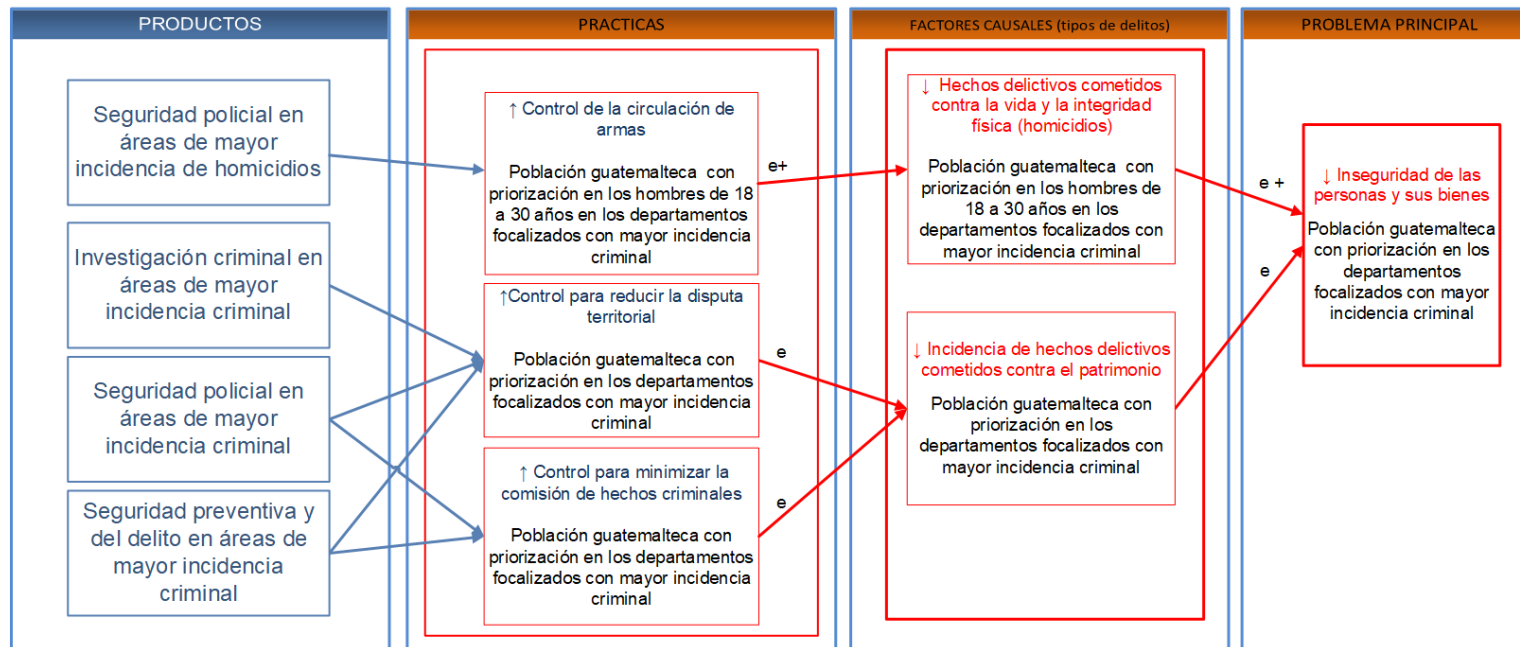 PRODUCTOS
Seguridad policial en
áreas de mayor
incidencia de homicidios
Investigación criminal en
áreas de mayor
incidencia criminal
Seguridad policial en
áreas de mayor
incidencia criminal
Seguridad preventiva y
del delito en áreas de
mayor incidencia
criminal
PRACTICAS
↑ Control de la circulación de
armas
Población guatemalteca con
priorización en los hombres de 18
a 30 años en los departamentos
focalizados con mayor incidencia
criminal
↑Control para reducir la disputa
territorial
Población guatemalteca con
priorización en los departamentos
focalizados con mayor incidencia
criminal
↑ Control para minimizar la
comisión de hechos criminales
Población guatemalteca con
priorización en los departamentos
focalizados con mayor incidencia
criminal
e+
e
e
FACTORES CAUSALES (tipos de delitos)
↓ Hechos delictivos cometidos
contra la vida y la integridad
física (homicidios)
Población guatemalteca con
priorización en los hombres de
18 a 30 años en los
departamentos focalizados con
mayor incidencia criminal
↓ Incidencia de hechos delictivos
cometidos contra el patrimonio
Población guatemalteca con
priorización en los
departamentos focalizados con
mayor incidencia criminal
e +
e
PROBLEMA PRINCIPAL
↓ Inseguridad de las
personas y sus bienes
Población guatemalteca
con priorización en los
departamentos
focalizados con mayor
incidencia criminal